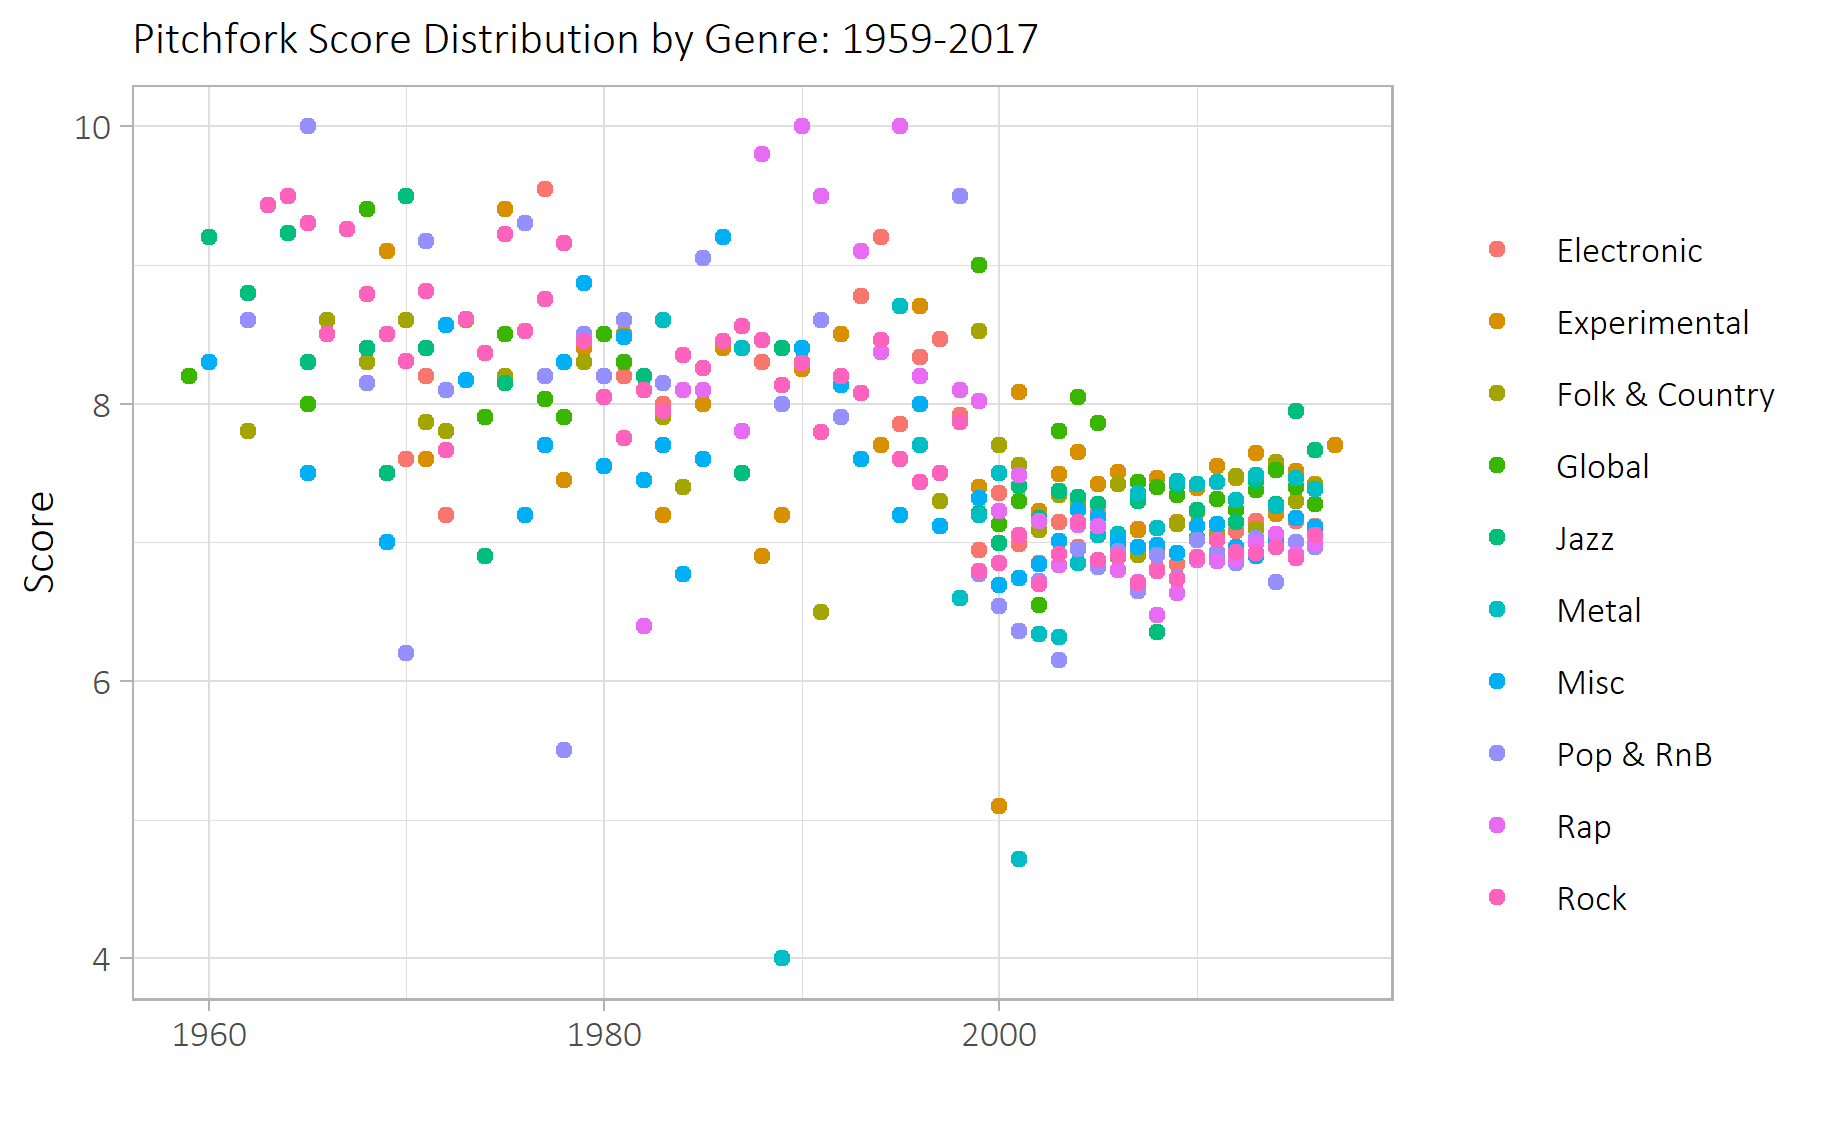 Pitchfork Score Distribution by Genre: 1959-2017
10
8
6
4
Score
1960
1980
2000
Electronic
Experimental
Folk & Country
Global
Jazz
Metal
Misc
Pop & RnB
Rap
Rock